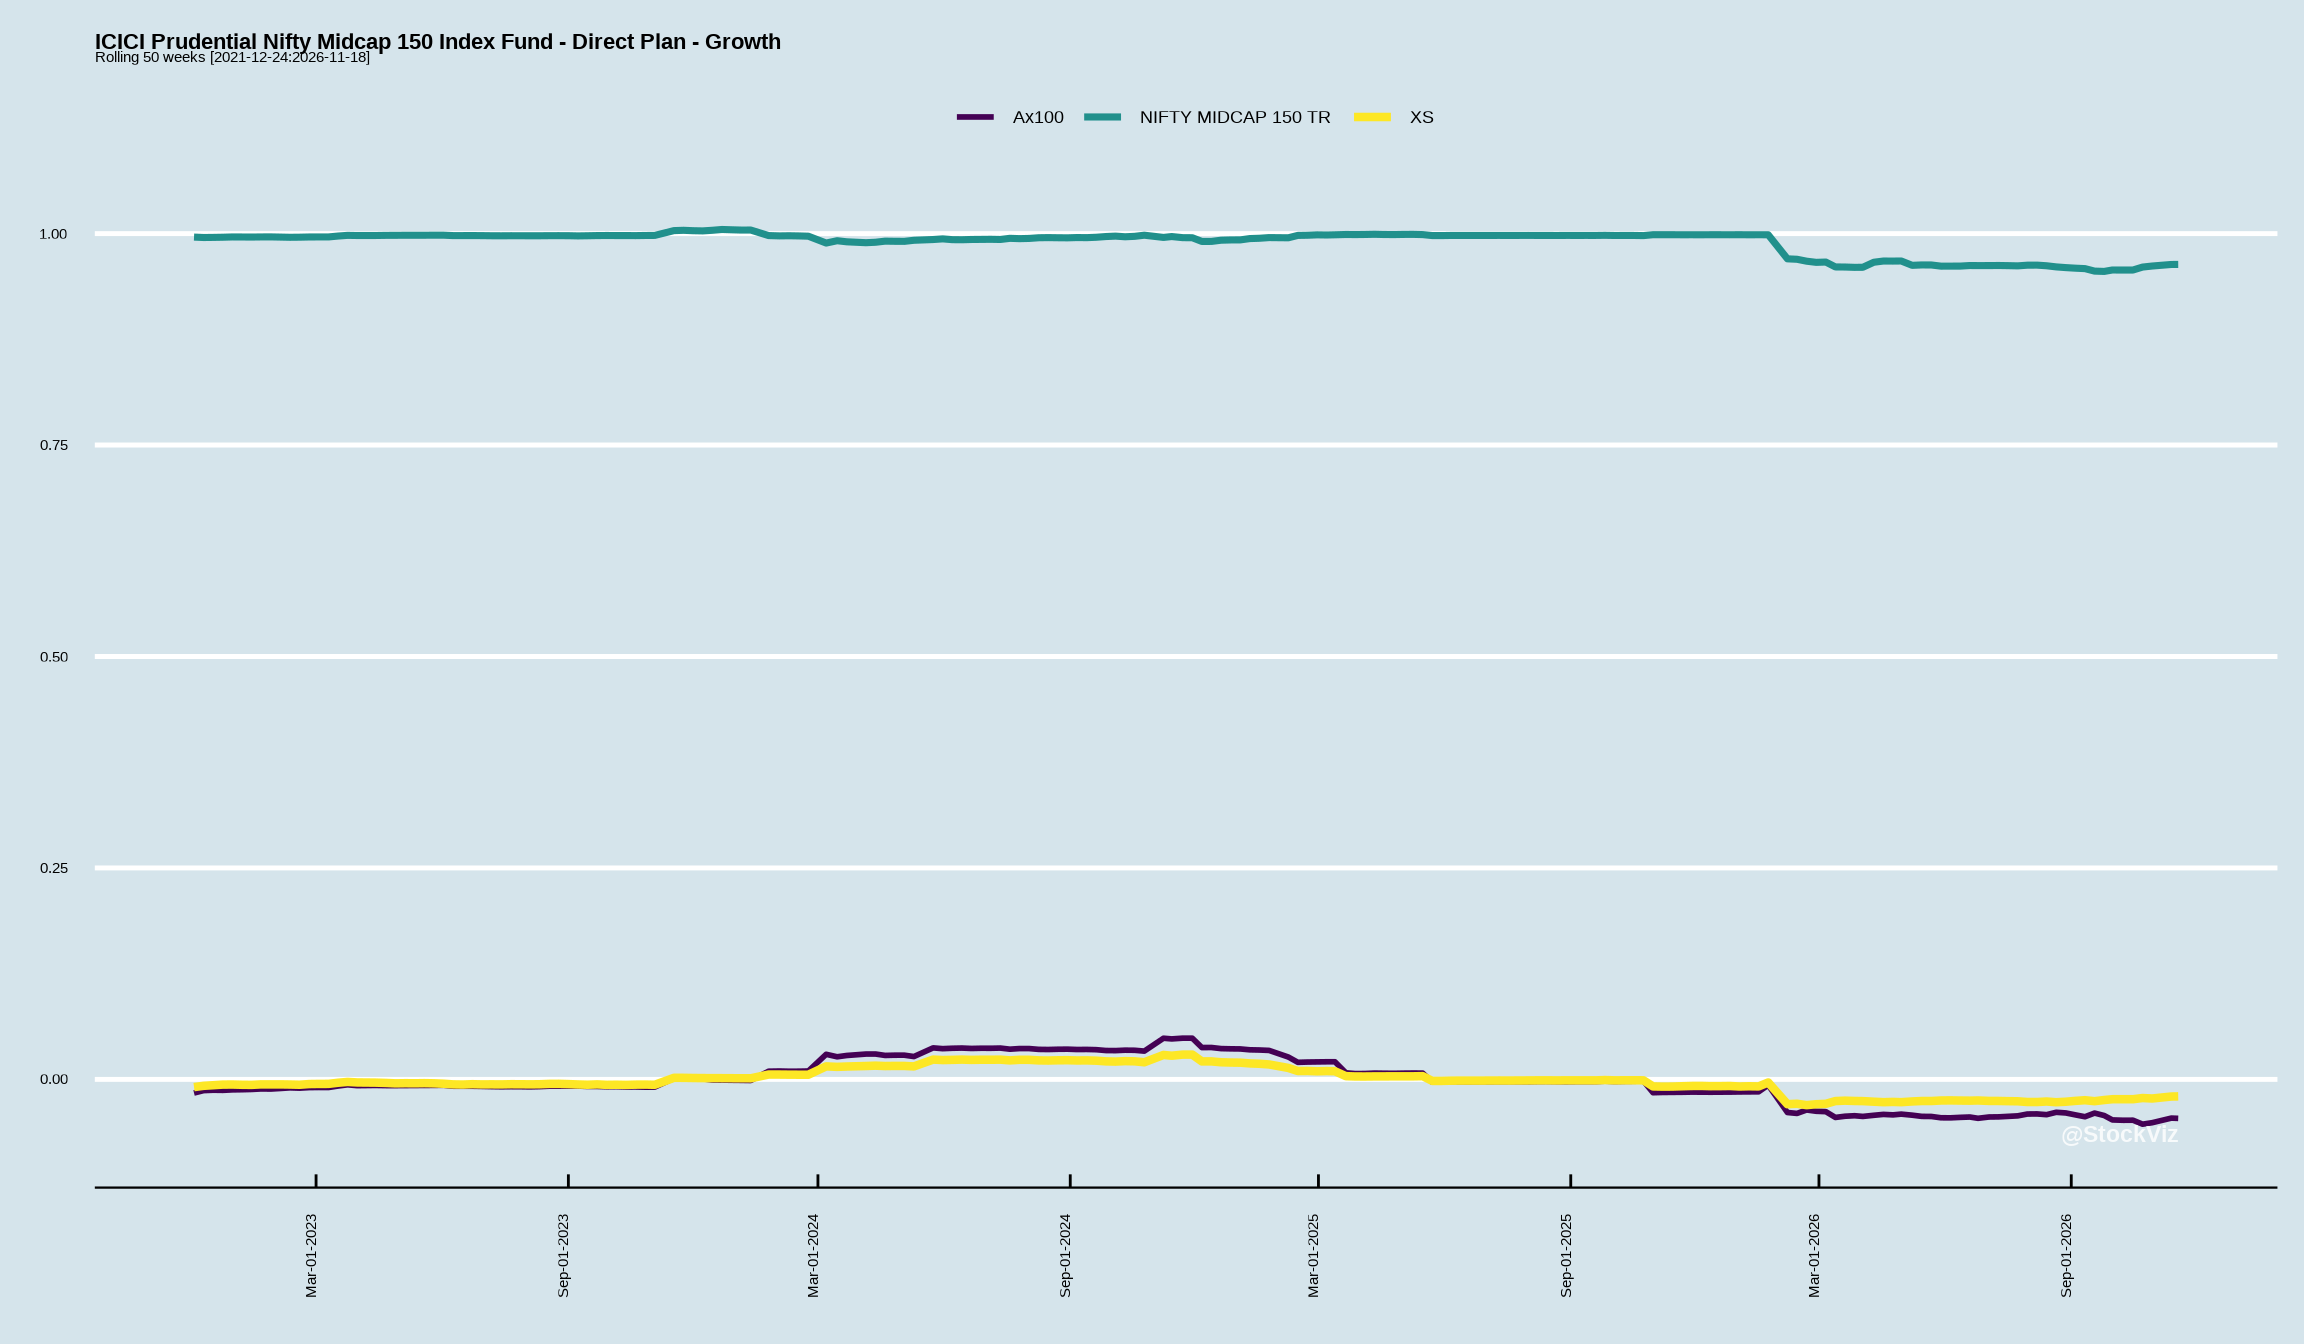 ICICI Prudential Nifty Midcap 150 Index Fund - Direct Plan - Growth
Rolling 50 weeks [2021-12-24:2026-11-18]
Ax100 NIFTY MIDCAP 150 TR XS
1.00
0.75
0.50
0.25
0.00
@StockViz
Mar-01-2023
Sep-01-2023
Mar-01-2024
Sep-01-2024
Mar-01-2025
Sep-01-2025
Mar-01-2026
Sep-01-2026